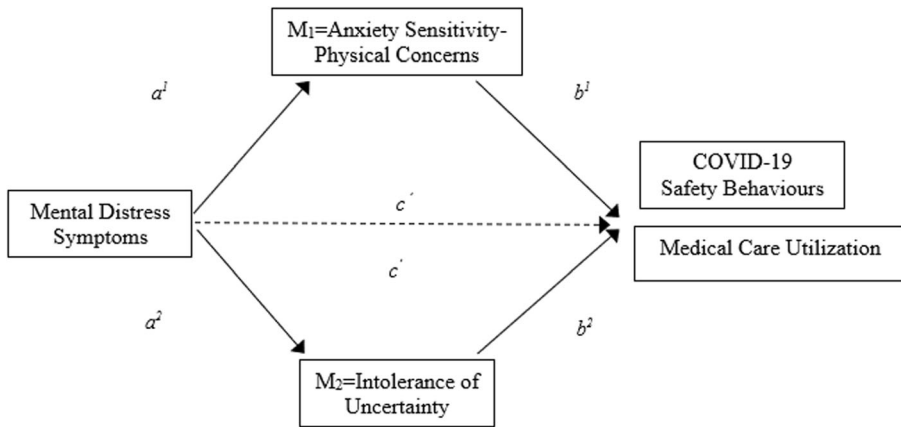 M₁=Anxiety Sensitivity-
Physical Concerns
a¹
b¹
COVID-19
Safety Behaviours
Mental Distress
Symptoms
c´
Medical Care Utilization
c´
a²
b²
M₂=Intolerance of
Uncertainty